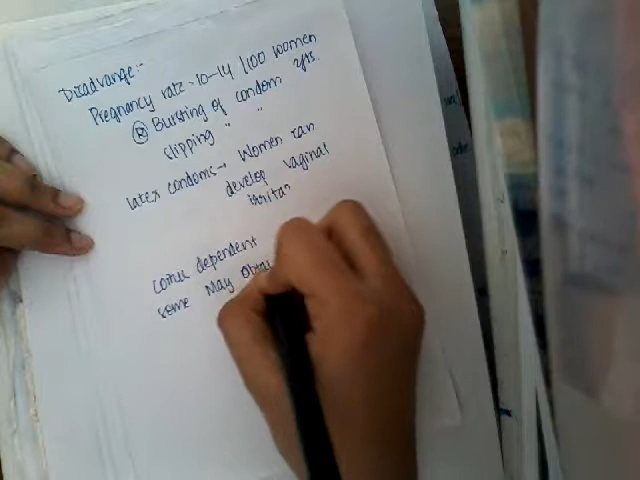 Disadvange:-
Pregnancy rate - 10-14 /100 women yrs.
Ⓡ Bursting of condom
slipping " "
latex condoms → Women can
develop vaginal
irritan
coitus dependent
some May